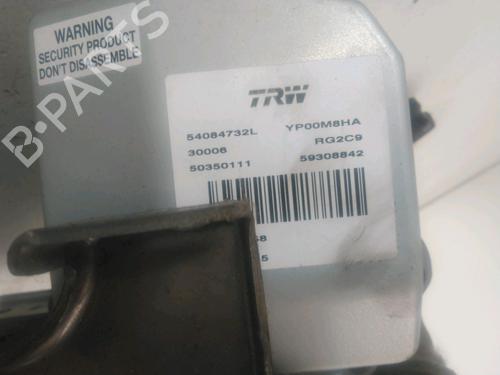 WARNING
SECURITY PRODUCT
DON'T DISASSEMBLE
TRW
54084732L YP00M8HA
30006 RG2C9
50350111 59308842
B-PARTS